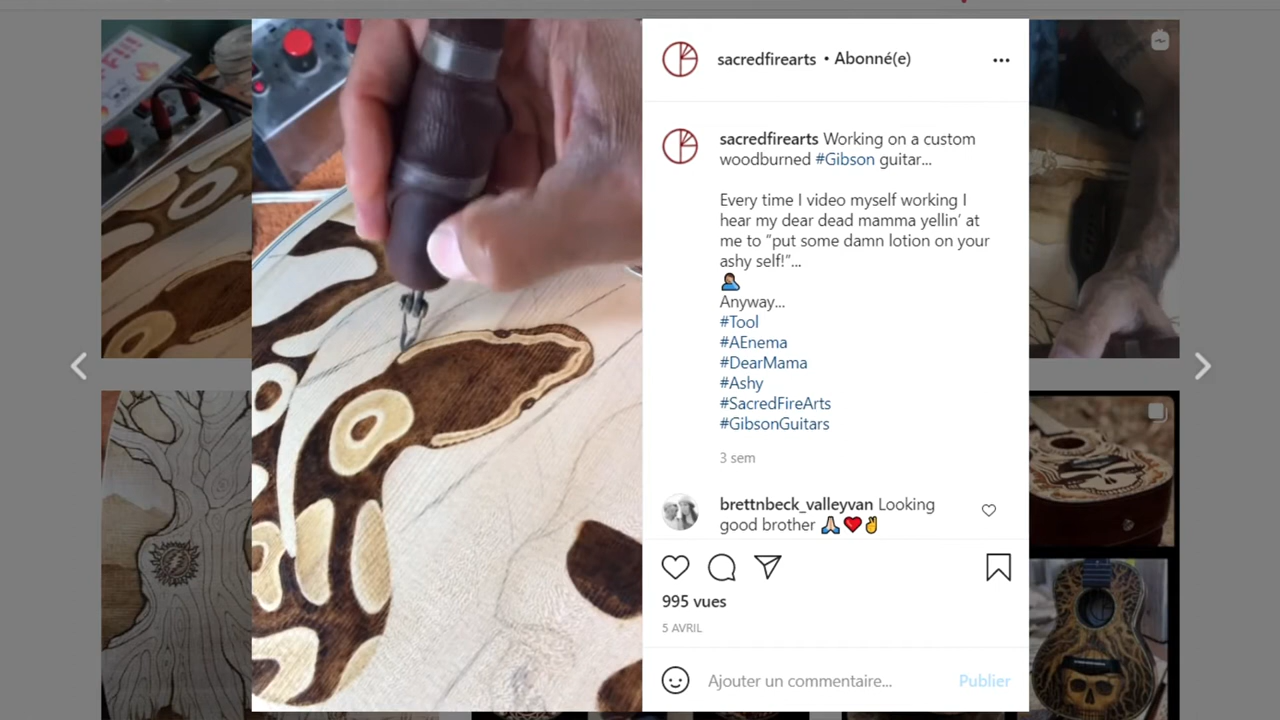 sacredfirearts • Abonné(e)
sacredfirearts Working on a custom
woodburned #Gibson guitar...
Every time I video myself working I
hear my dear dead mamma yellin’ at
me to “put some damn lotion on your
ashy self!”...
🤦🏽
Anyway...
#Tool
#AEnema
#DearMama
#Ashy
#SacredFireArts
#GibsonGuitars
3 sem
brettnbeck_valleyvan Looking
good brother 🙏🏻❤️✌️
995 vues
5 AVRIL
Ajouter un commentaire...
Publier